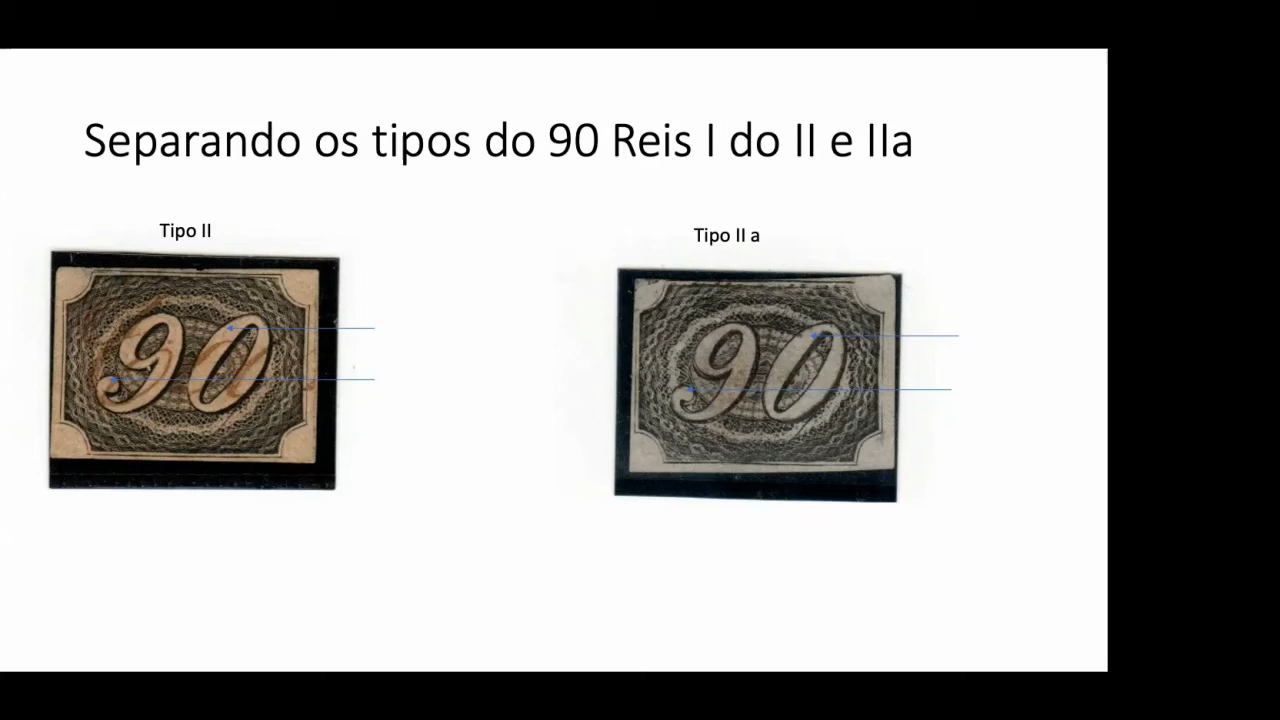 Separando os tipos do 90 Reis I do II e IIa
Tipo II
Tipo II a
90
90